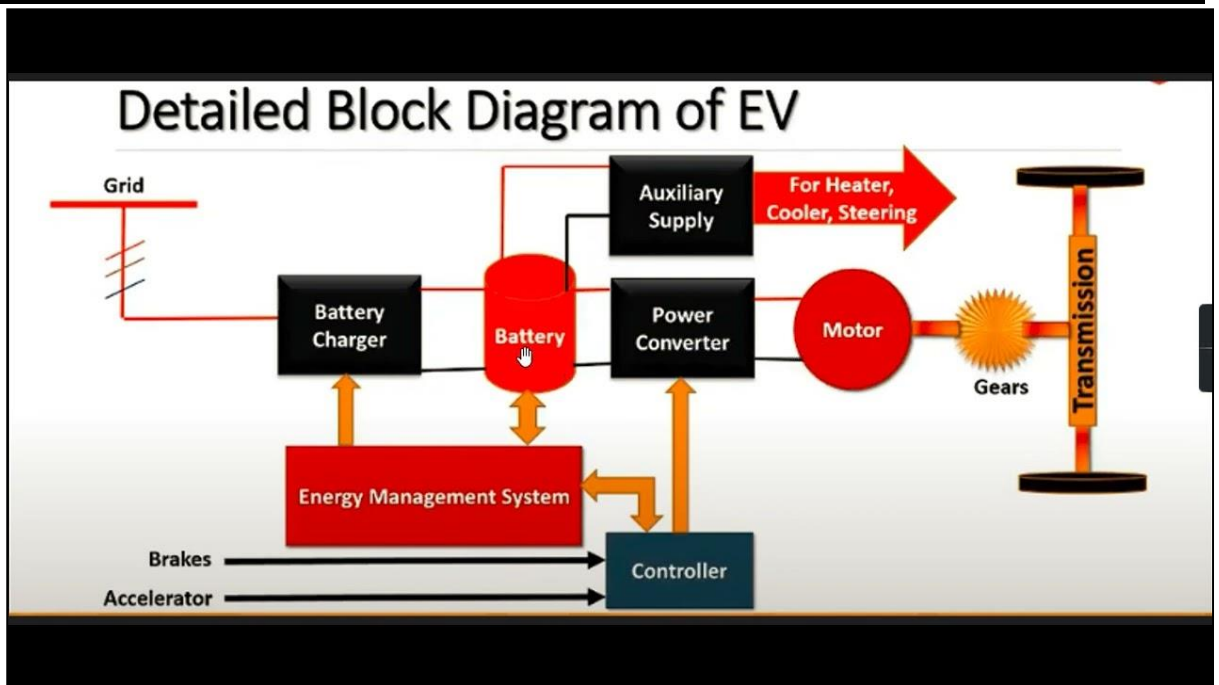 Detailed Block Diagram of EV
Grid
Auxiliary
Supply
For Heater,
Cooler, Steering
Battery
Charger
Battery
Power
Converter
Motor
Gears
Transmission
Energy Management System
Brakes
Accelerator
Controller